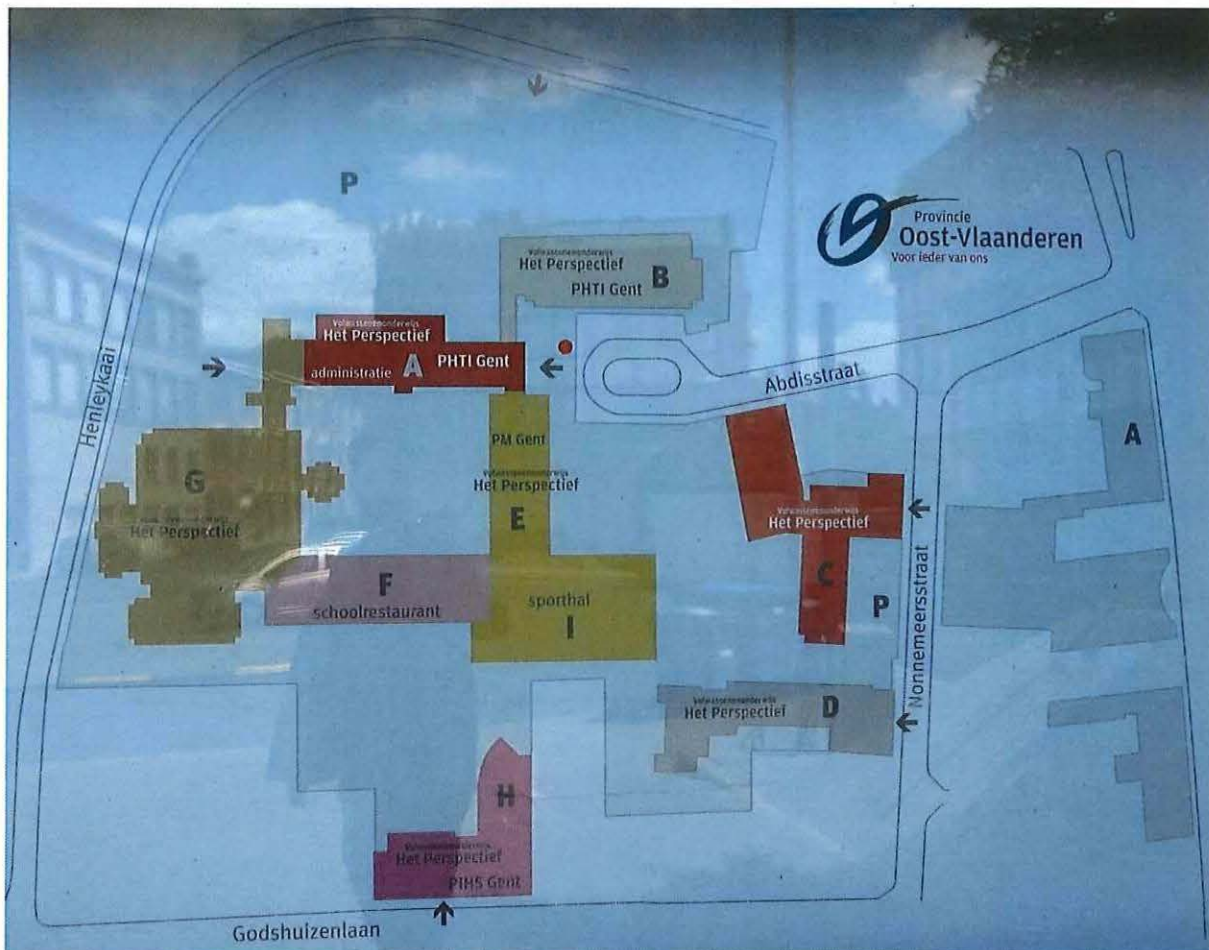 P
Provincie
Oost-Vlaanderen
Voor ieder van ons
Volwassenenonderwijs
Het Perspectief
PHTI Gent
B
Volwassenenonderwijs
Het Perspectief
administratie
A
PHTI Gent
Henleykaai
Abdisstraat
A
PM Gent
Volwassenenonderwijs
Het Perspectief
E
G
Het Perspectief
Volwassenenonderwijs
Het Perspectief
C
P
Nonnemeersstraat
F
schoolrestaurant
sporthal
I
Volwassenenonderwijs
Het Perspectief
D
H
Volwassenenonderwijs
Het Perspectief
PIHS Gent
Godshuizenlaan